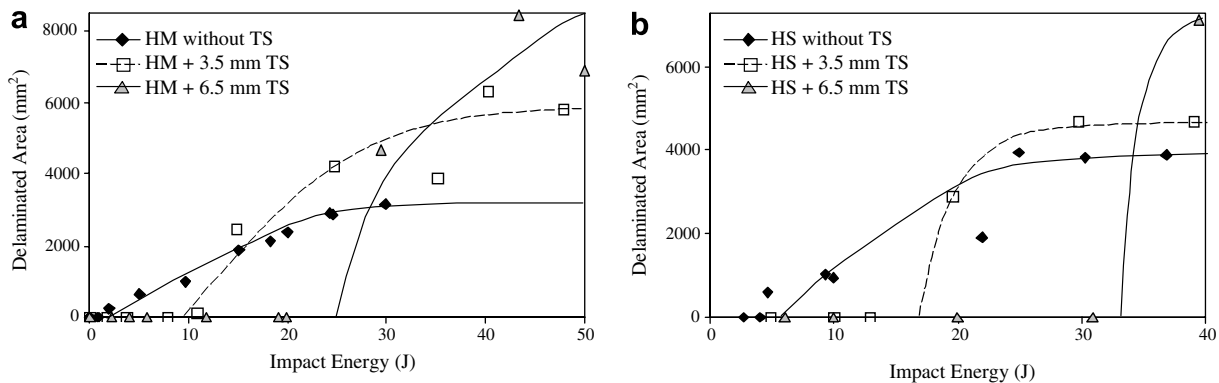 a
HM without TS
HM + 3.5 mm TS
HM + 6.5 mm TS
Delaminated Area (mm²)
8000
6000
4000
2000
0
0 10 20 30 40 50
Impact Energy (J)
b
HS without TS
HS + 3.5 mm TS
HS + 6.5 mm TS
Delaminated Area (mm²)
6000
4000
2000
0
0 10 20 30 40
Impact Energy (J)